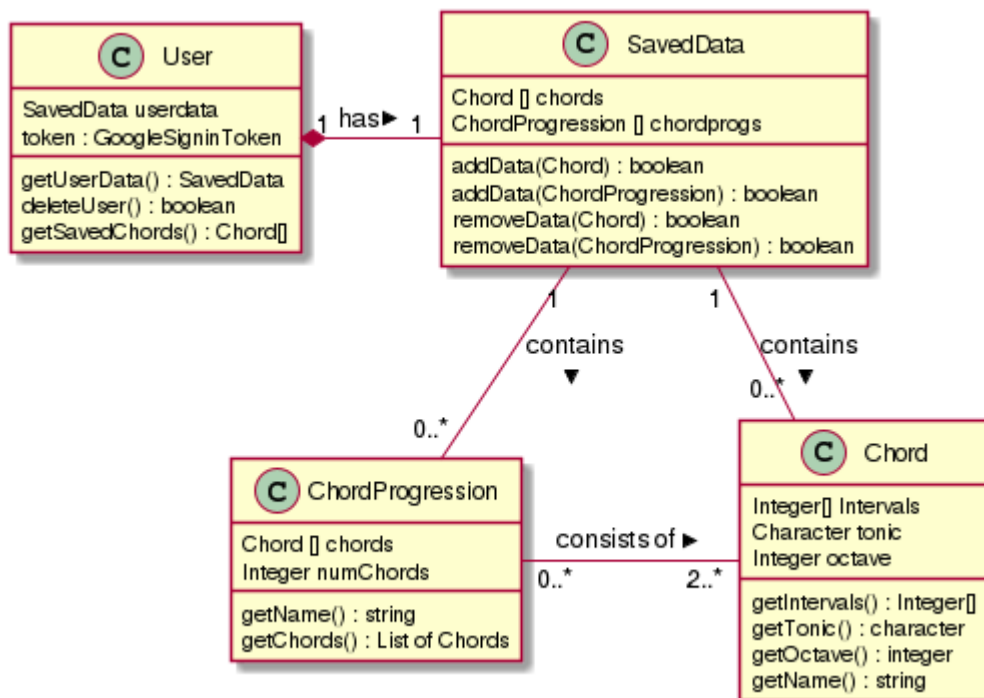 C User
SavedData userdata
token : GoogleSigninToken
getUserData() : SavedData
deleteUser() : boolean
getSavedChords() : Chord[]
1 has▶ 1
C SavedData
Chord [] chords
ChordProgression [] chordprogs
addData(Chord) : boolean
addData(ChordProgression) : boolean
removeData(Chord) : boolean
removeData(ChordProgression) : boolean
1
contains
▼
0..*
1
contains
▼
0..*
C ChordProgression
Chord [] chords
Integer numChords
getName() : string
getChords() : List of Chords
consists of ▶
0..* 2..*
C Chord
Integer[] Intervals
Character tonic
Integer octave
getIntervals() : Integer[]
getTonic() : character
getOctave() : integer
getName() : string